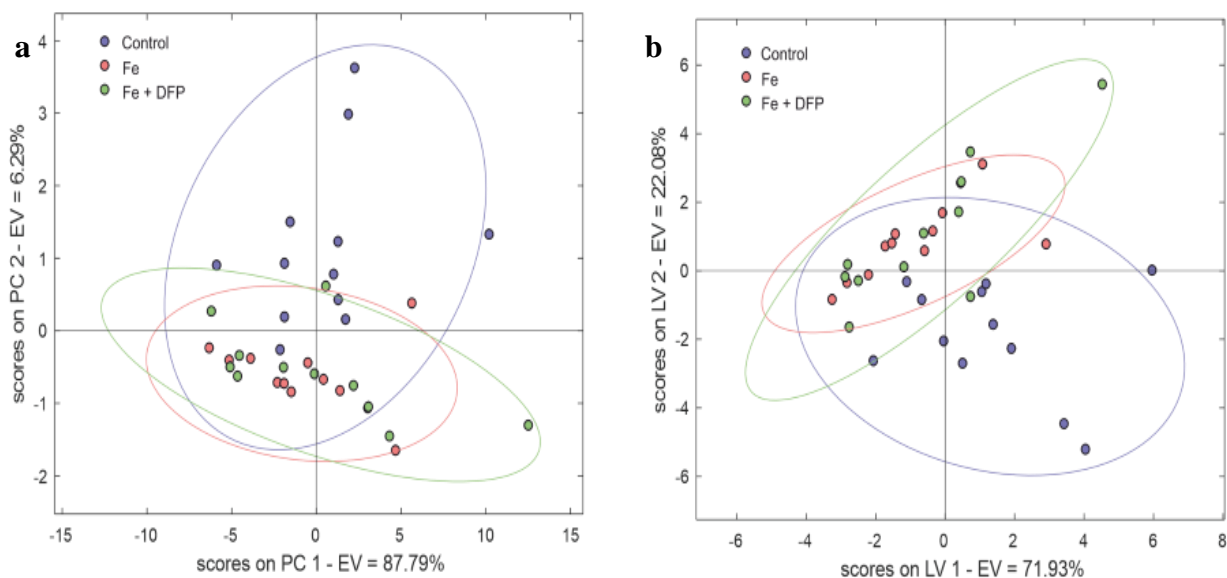 a
Control
Fe
Fe + DFP
4
3
2
1
0
-1
-2
-15
-10
-5
0
5
10
15
scores on PC 2 - EV = 6.29%
scores on PC 1 - EV = 87.79%
b
Control
Fe
Fe + DFP
6
4
2
0
-2
-4
-6
-6
-4
-2
0
2
4
6
8
scores on LV 2 - EV = 22.08%
scores on LV 1 - EV = 71.93%